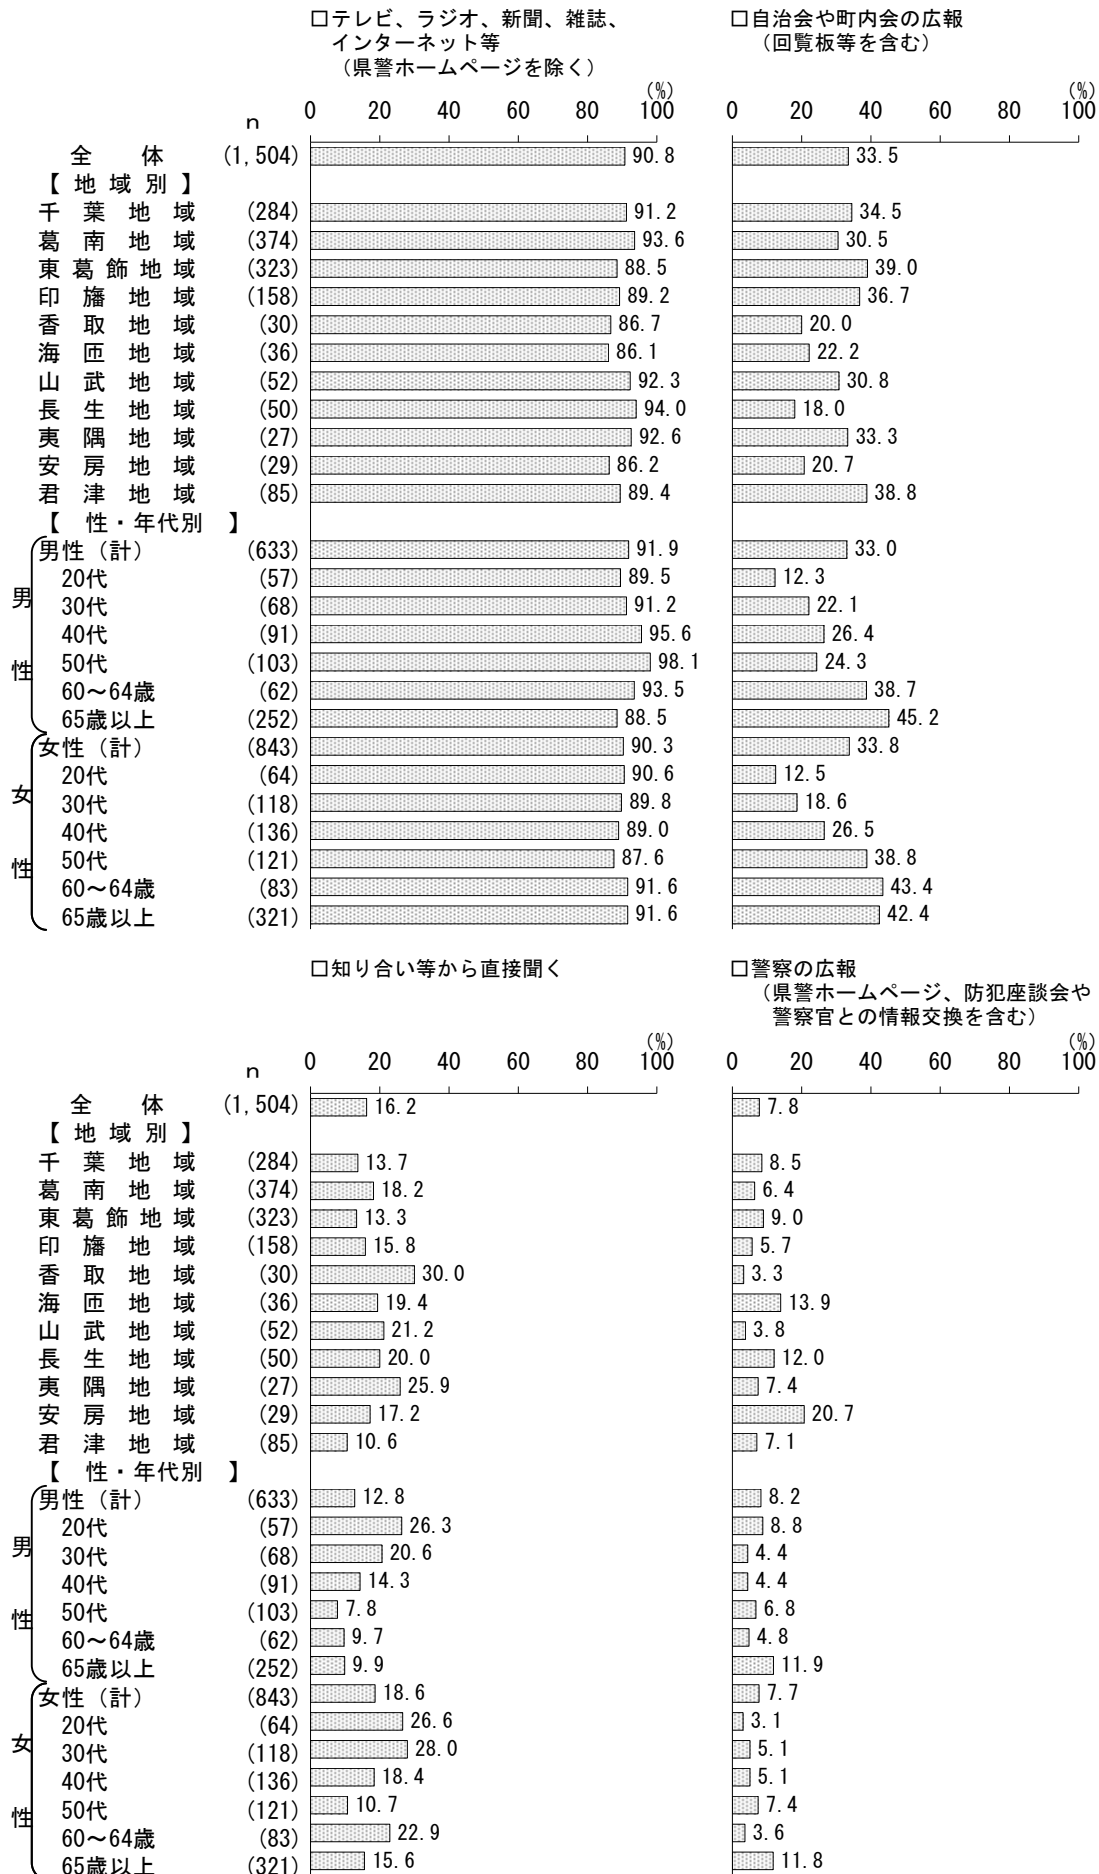 □テレビ、ラジオ、新聞、雑誌、 □自治会や町内会の広報
インターネット等 （回覧板等を含む）
（県警ホームページを除く）
(%) (%)
0 20 40 60 80 100 0 20 40 60 80 100
n
全体 (1,504) 90.8 33.5
【地域別】
千葉地域 (284) 91.2 34.5
葛南地域 (374) 93.6 30.5
東葛飾地域 (323) 88.5 39.0
印旛地域 (158) 89.2 36.7
香取地域 (30) 86.7 20.0
海匝地域 (36) 86.1 22.2
山武地域 (52) 92.3 30.8
長生地域 (50) 94.0 18.0
夷隅地域 (27) 92.6 33.3
安房地域 (29) 86.2 20.7
君津地域 (85) 89.4 38.8
【性・年代別】
男性（計） (633) 91.9 33.0
20代 (57) 89.5 12.3
男 30代 (68) 91.2 22.1
40代 (91) 95.6 26.4
性 50代 (103) 98.1 24.3
60～64歳 (62) 93.5 38.7
65歳以上 (252) 88.5 45.2
女性（計） (843) 90.3 33.8
20代 (64) 90.6 12.5
女 30代 (118) 89.8 18.6
40代 (136) 89.0 26.5
性 50代 (121) 87.6 38.8
60～64歳 (83) 91.6 43.4
65歳以上 (321) 91.6 42.4
□知り合い等から直接聞く □警察の広報
（県警ホームページ、防犯座談会や
警察官との情報交換を含む）
(%) (%)
0 20 40 60 80 100 0 20 40 60 80 100
n
全体 (1,504) 16.2 7.8
【地域別】
千葉地域 (284) 13.7 8.5
葛南地域 (374) 18.2 6.4
東葛飾地域 (323) 13.3 9.0
印旛地域 (158) 15.8 5.7
香取地域 (30) 30.0 3.3
海匝地域 (36) 19.4 13.9
山武地域 (52) 21.2 3.8
長生地域 (50) 20.0 12.0
夷隅地域 (27) 25.9 7.4
安房地域 (29) 17.2 20.7
君津地域 (85) 10.6 7.1
【性・年代別】
男性（計） (633) 12.8 8.2
20代 (57) 26.3 8.8
男 30代 (68) 20.6 4.4
40代 (91) 14.3 4.4
性 50代 (103) 7.8 6.8
60～64歳 (62) 9.7 4.8
65歳以上 (252) 9.9 11.9
女性（計） (843) 18.6 7.7
20代 (64) 26.6 3.1
女 30代 (118) 28.0 5.1
40代 (136) 18.4 5.1
性 50代 (121) 10.7 7.4
60～64歳 (83) 22.9 3.6
65歳以上 (321) 15.6 11.8